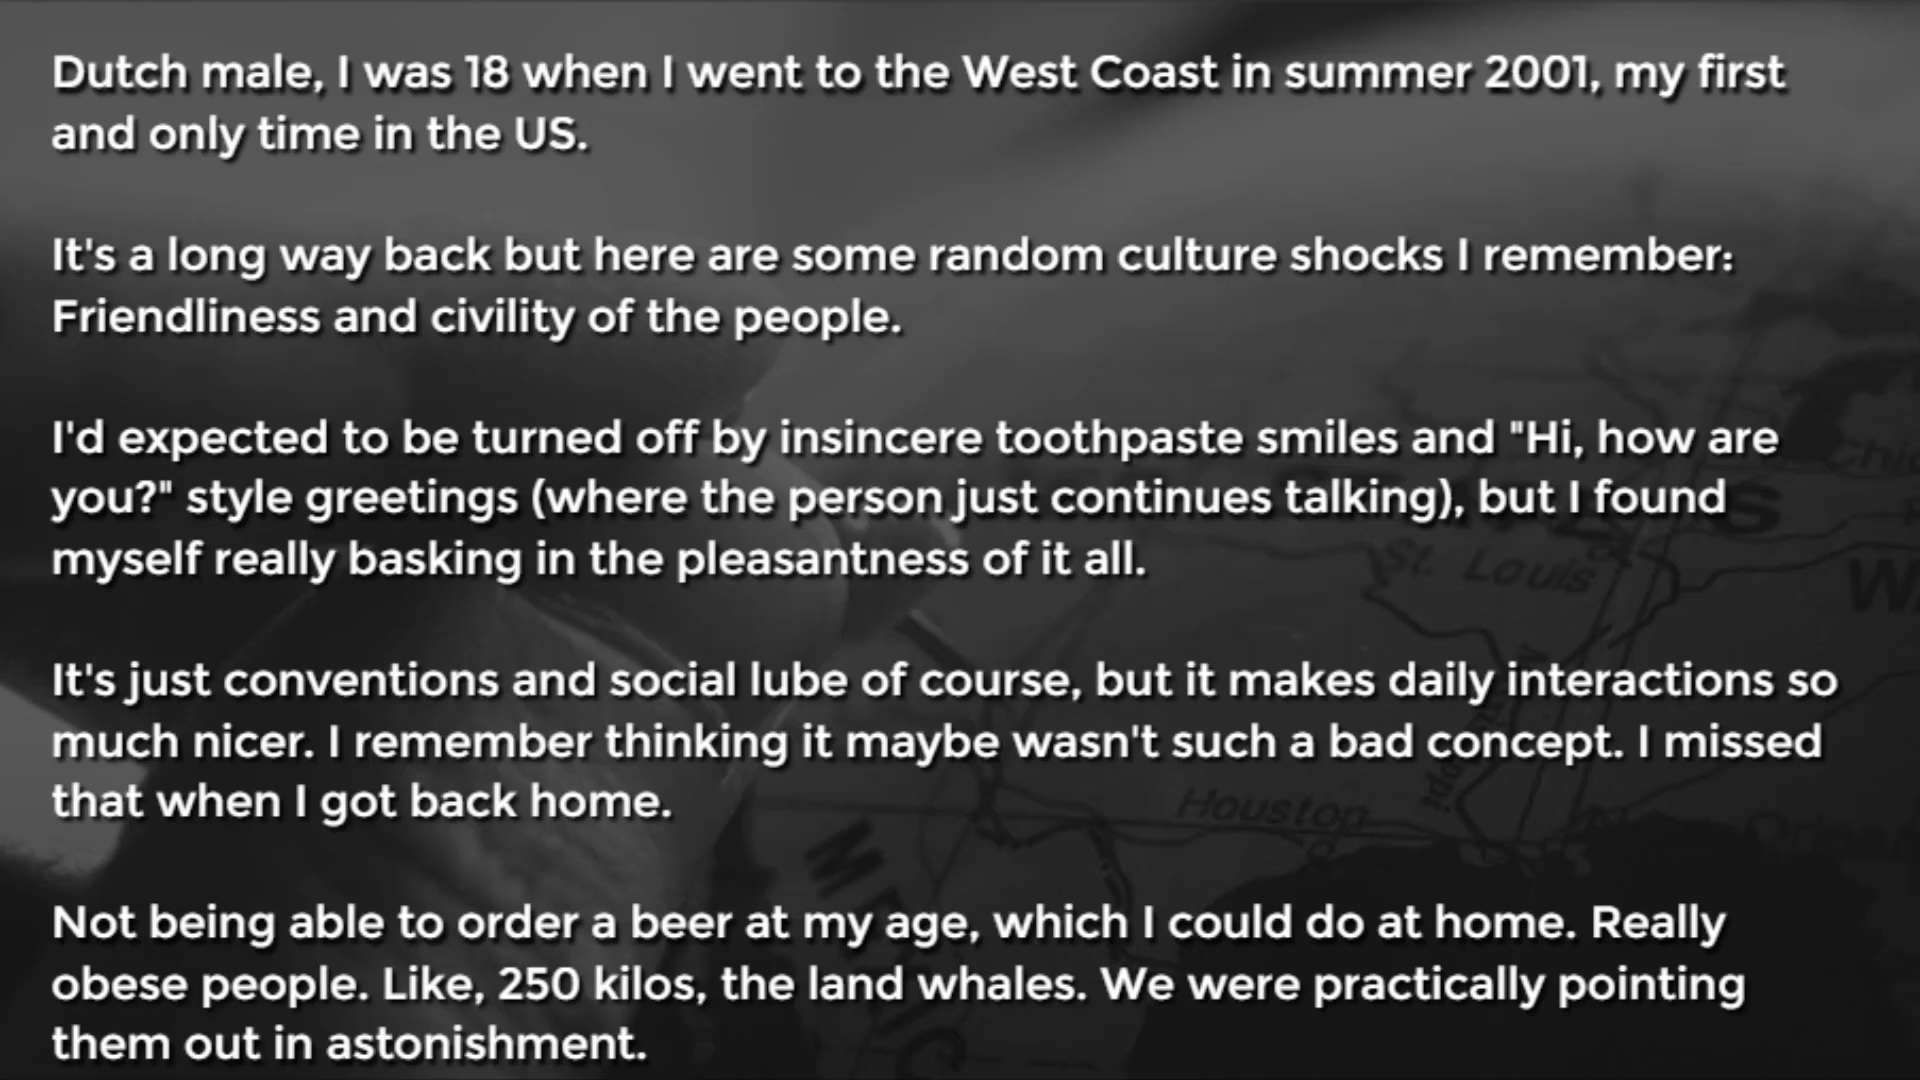 Dutch male, I was 18 when I went to the West Coast in summer 2001, my first
and only time in the US.
It's a long way back but here are some random culture shocks I remember:
Friendliness and civility of the people.
I'd expected to be turned off by insincere toothpaste smiles and "Hi, how are
you?" style greetings (where the person just continues talking), but I found
myself really basking in the pleasantness of it all.
It's just conventions and social lube of course, but it makes daily interactions so
much nicer. I remember thinking it maybe wasn't such a bad concept. I missed
that when I got back home.
Not being able to order a beer at my age, which I could do at home. Really
obese people. Like, 250 kilos, the land whales. We were practically pointing
them out in astonishment.
St. Louis
Houston